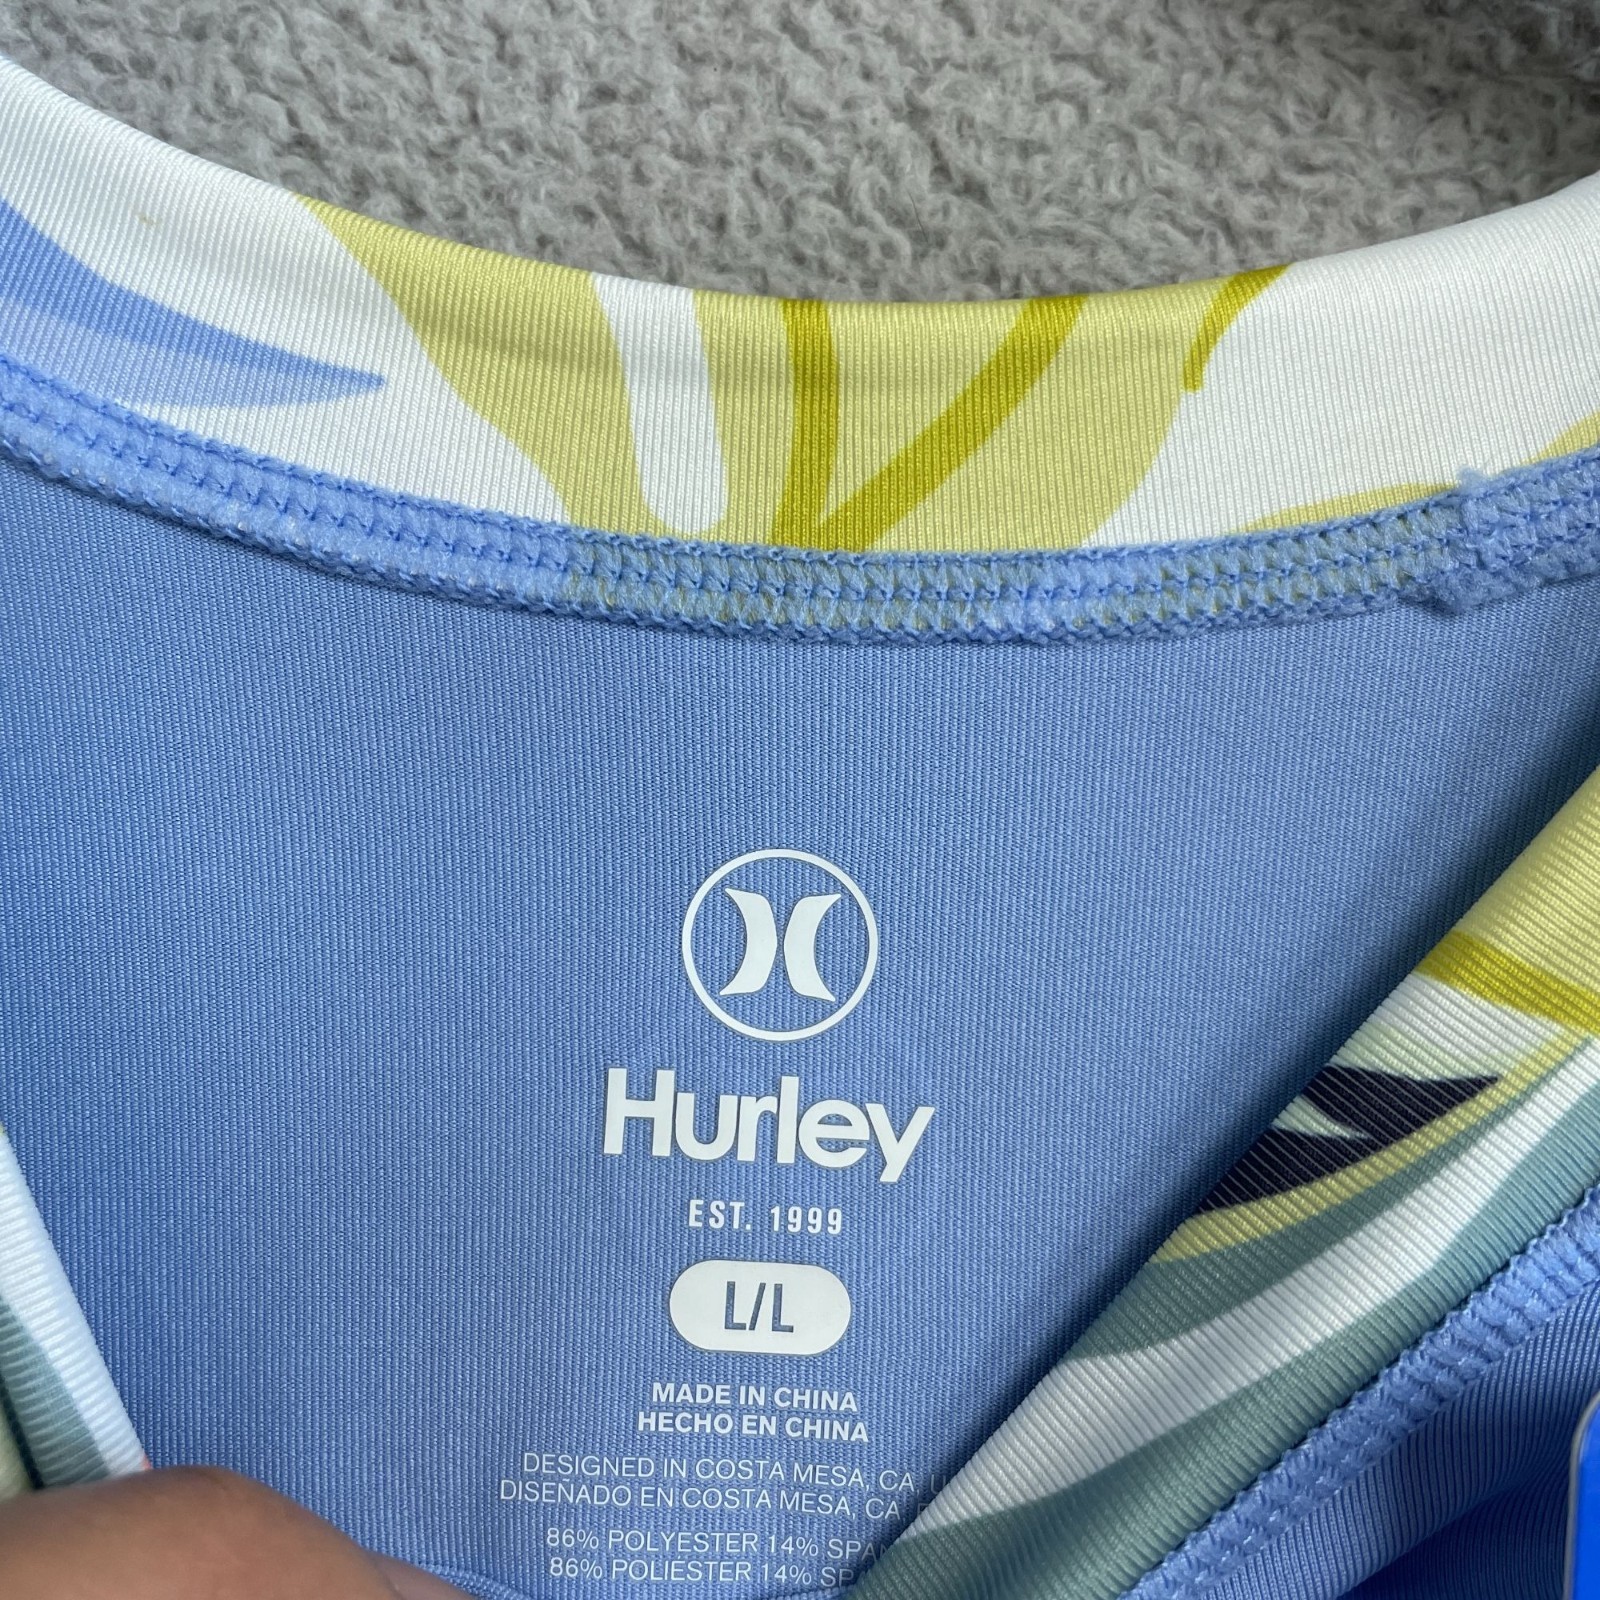 Hurley
EST. 1999
L/L
MADE IN CHINA
HECHO EN CHINA
DESIGNED IN COSTA MESA, CA
DISENADO EN COSTA MESA, CA
86% POLYESTER 14%
86% POLIESTER 14%